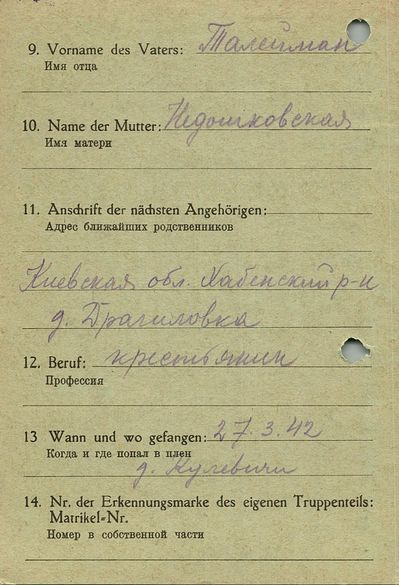 9. Vorname des Vaters: Талейман
Имя отца
10. Name der Mutter: Недошковская
Имя матери
11. Anschrift der nächsten Angehörigen:
Адрес ближайших родственников
Киевская обл. Хабенский р-н
д. Драгиловка
12. Beruf: крестьянин
Профессия
13 Wann und wo gefangen: 27.3.42
Когда и где попал в плен
д. Кулевичи
14. Nr. der Erkennungsmarke des eigenen Truppenteils:
Matrikel-Nr.
Номер в собственной части